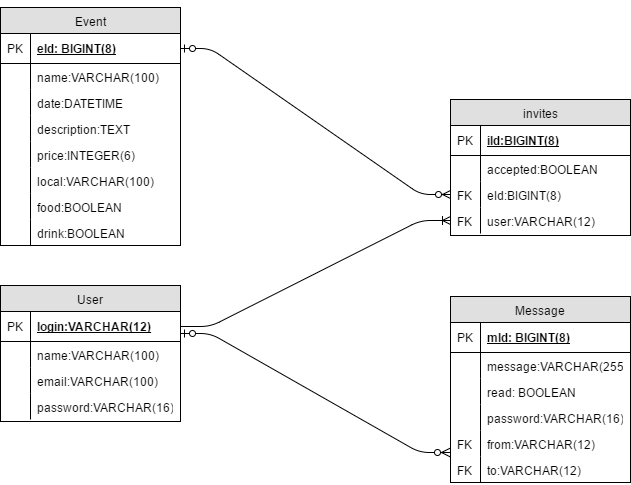 Event
PK eId: BIGINT(8)
name:VARCHAR(100)
date:DATETIME
description:TEXT
price:INTEGER(6)
local:VARCHAR(100)
food:BOOLEAN
drink:BOOLEAN
invites
PK iId:BIGINT(8)
accepted:BOOLEAN
FK eId:BIGINT(8)
FK user:VARCHAR(12)
User
PK login:VARCHAR(12)
name:VARCHAR(100)
email:VARCHAR(100)
password:VARCHAR(16)
Message
PK mId: BIGINT(8)
message:VARCHAR(255
read: BOOLEAN
password:VARCHAR(16)
FK from:VARCHAR(12)
FK to:VARCHAR(12)